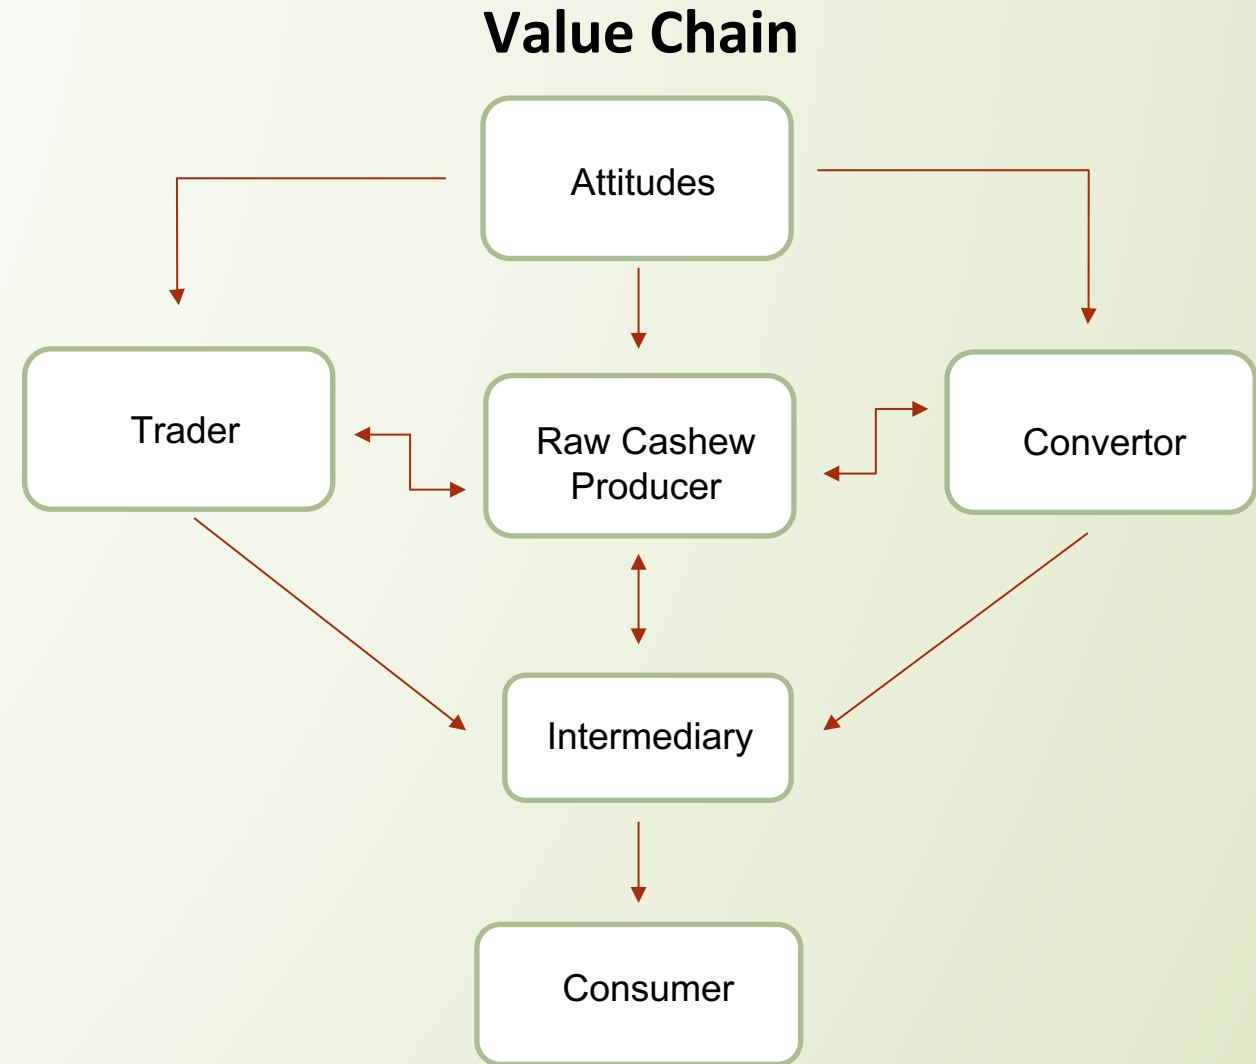 Value Chain
Attitudes
Trader
Raw Cashew
Producer
Convertor
Intermediary
Consumer